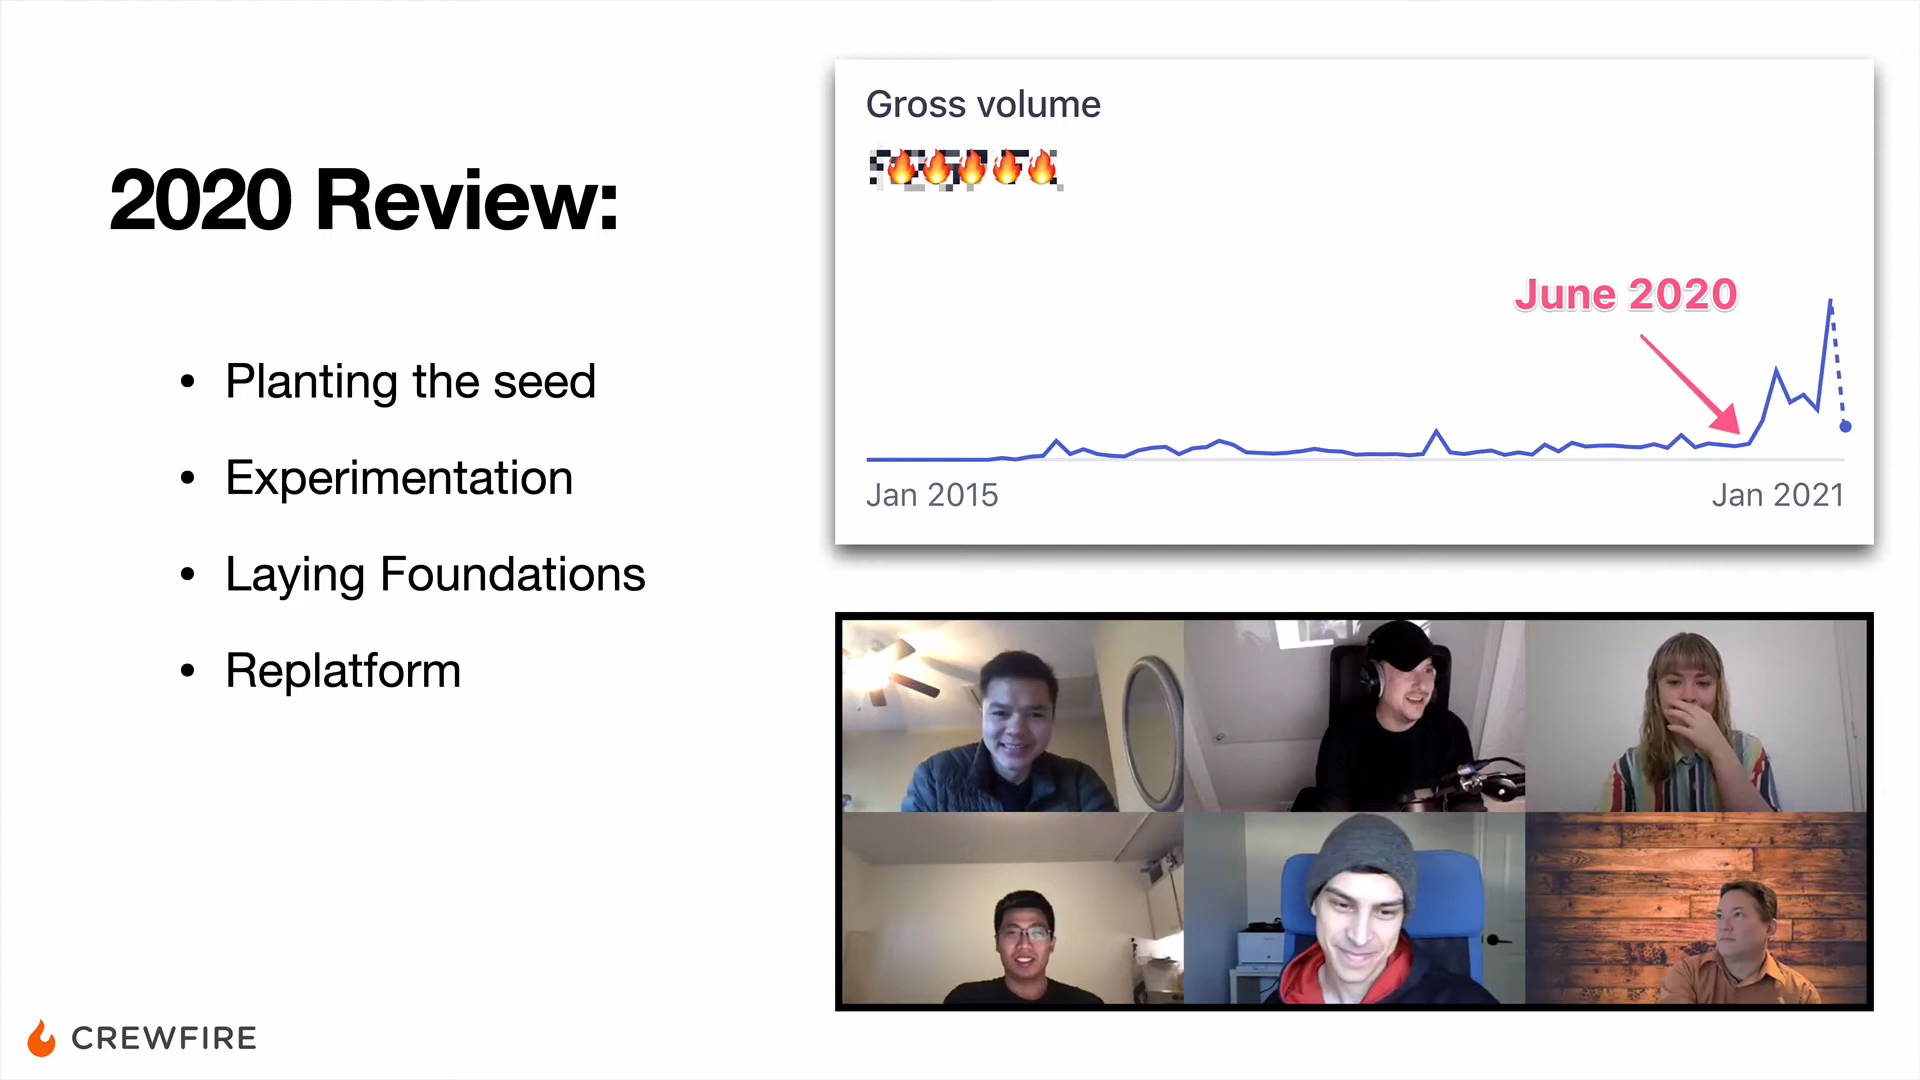 2020 Review:
• Planting the seed
• Experimentation
• Laying Foundations
• Replatform
CREWFIRE
Gross volume
June 2020
Jan 2015
Jan 2021